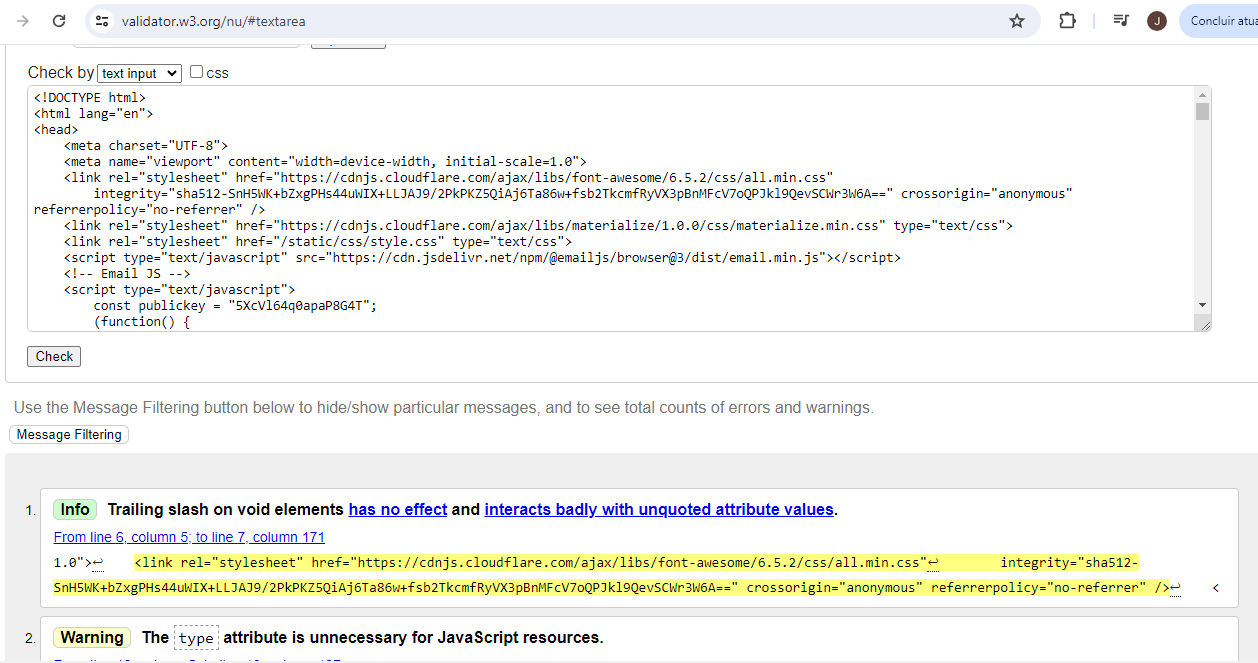 validator.w3.org/nu/#textarea
J
Concluir atua
Check by text input css
<!DOCTYPE html>
<html lang="en">
<head>
<meta charset="UTF-8">
<meta name="viewport" content="width=device-width, initial-scale=1.0">
<link rel="stylesheet" href="https://cdnjs.cloudflare.com/ajax/libs/font-awesome/6.5.2/css/all.min.css"
integrity="sha512-SnH5WK+bZxgPHs44uWIX+LLJAJ9/2PkPKZ5QiAj6Ta86w+fsb2TkcmfRyVX3pBnMFcV7oQPJkl9QevSCWr3W6A==" crossorigin="anonymous"
referrerpolicy="no-referrer" />
<link rel="stylesheet" href="https://cdnjs.cloudflare.com/ajax/libs/materialize/1.0.0/css/materialize.min.css" type="text/css">
<link rel="stylesheet" href="/static/css/style.css" type="text/css">
<script type="text/javascript" src="https://cdn.jsdelivr.net/npm/@emailjs/browser@3/dist/email.min.js"></script>
<!-- Email JS -->
<script type="text/javascript">
const publickey = "5XcVl64q0apaP8G4T";
(function() {
Check
Use the Message Filtering button below to hide/show particular messages, and to see total counts of errors and warnings.
Message Filtering
1. Info Trailing slash on void elements has no effect and interacts badly with unquoted attribute values.
From line 6, column 5; to line 7, column 171
1.0">↩ <link rel="stylesheet" href="https://cdnjs.cloudflare.com/ajax/libs/font-awesome/6.5.2/css/all.min.css"↩ integrity="sha512-
SnH5WK+bZxgPHs44uWIX+LLJAJ9/2PkPKZ5QiAj6Ta86w+fsb2TkcmfRyVX3pBnMFcV7oQPJkl9QevSCWr3W6A==" crossorigin="anonymous" referrerpolicy="no-referrer" />↩ <
2. Warning The type attribute is unnecessary for JavaScript resources.